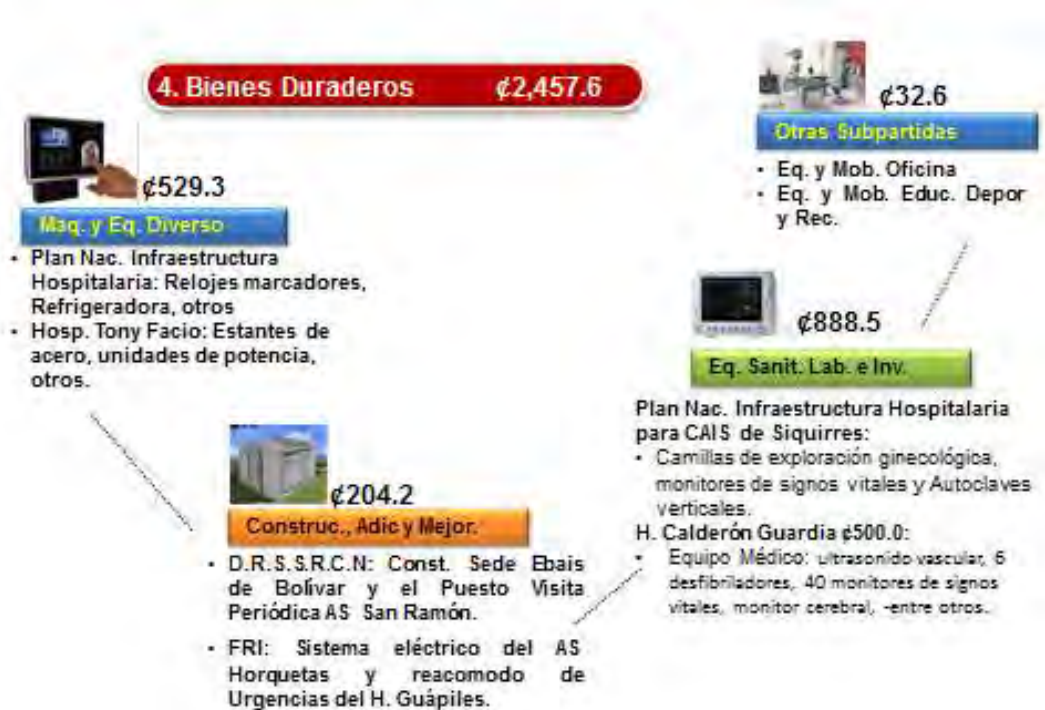 4. Bienes Duraderos ¢2,457.6
¢529.3
Maq. y Eq. Diverso
• Plan Nac. Infraestructura
Hospitalaria: Relojes marcadores,
Refrigeradora, otros
• Hosp. Tony Facio: Estantes de
acero, unidades de potencia,
otros.
¢204.2
Construc., Adic y Mejor.
• D.R.S.S.R.C.N: Const. Sede Ebais
de Bolívar y el Puesto Visita
Periódica AS San Ramón.
• FRI: Sistema eléctrico del AS
Horquetas y reacomodo de
Urgencias del H. Guápiles.
¢32.6
Otras Subpartidas
• Eq. y Mob. Oficina
• Eq. y Mob. Educ. Depor
y Rec.
¢888.5
Eq. Sanit. Lab. e Inv.
Plan Nac. Infraestructura Hospitalaria
para CAIS de Siquirres:
• Camillas de exploración ginecológica,
monitores de signos vitales y Autoclaves
verticales.
H. Calderón Guardia ¢500.0:
• Equipo Médico: ultrasonido vascular, 6
desfibriladores, 40 monitores de signos
vitales, monitor cerebral, -entre otros.